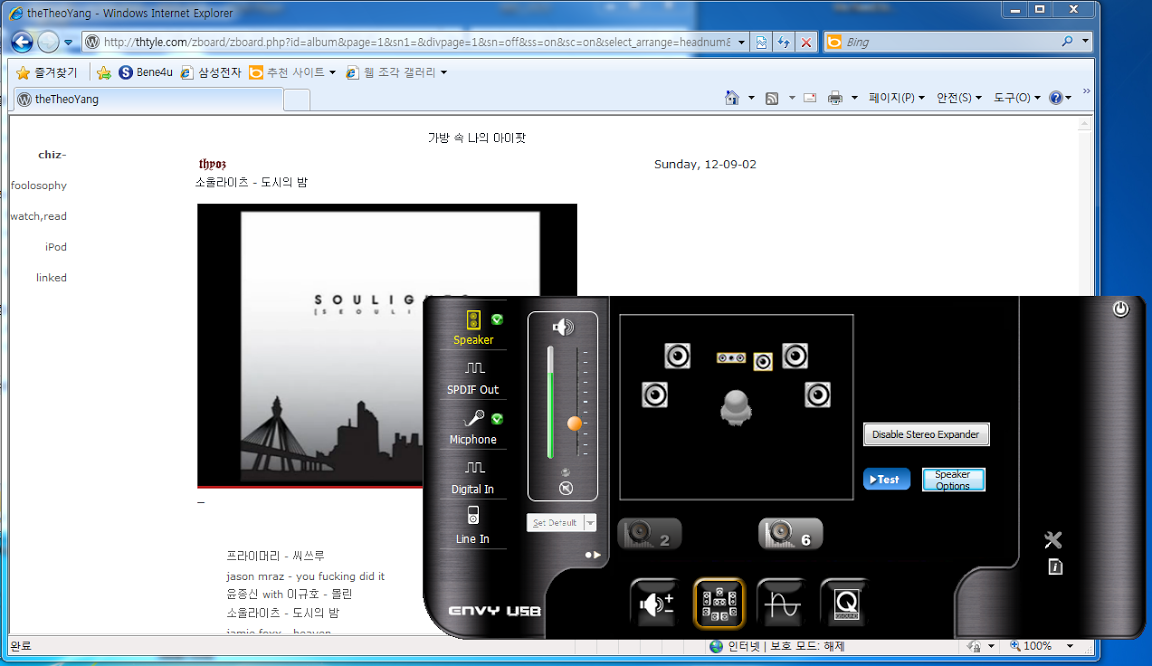 theTheoYang - Windows Internet Explorer
http://thtyle.com/zboard/zboard.php?id=album&page=1&sn1=&divpage=1&sn=off&ss=on&sc=on&select_arrange=headnum&
Bing
즐겨찾기 Bene4u 삼성전자 추천 사이트 웹 조각 갤러리
theTheoYang
페이지(P) 안전(S) 도구(O)
가방 속 나의 아이팟
chiz-
foolosophy
watch,read
iPod
linked
thyoz
Sunday, 12-09-02
소울라이츠 - 도시의 밤
SOULIG
[SEOULI
프라이머리 - 씨쓰루
jason mraz - you fucking did it
윤종신 with 이규호 - 몰린
소울라이츠 - 도시의 밤
jamie foxx - heaven
Speaker
SPDIF Out
Micphone
Digital In
Line In
Set Default
Disable Stereo Expander
Test
Speaker
Options
2
6
ENVY USB
Q
완료
인터넷 | 보호 모드: 해제
100%